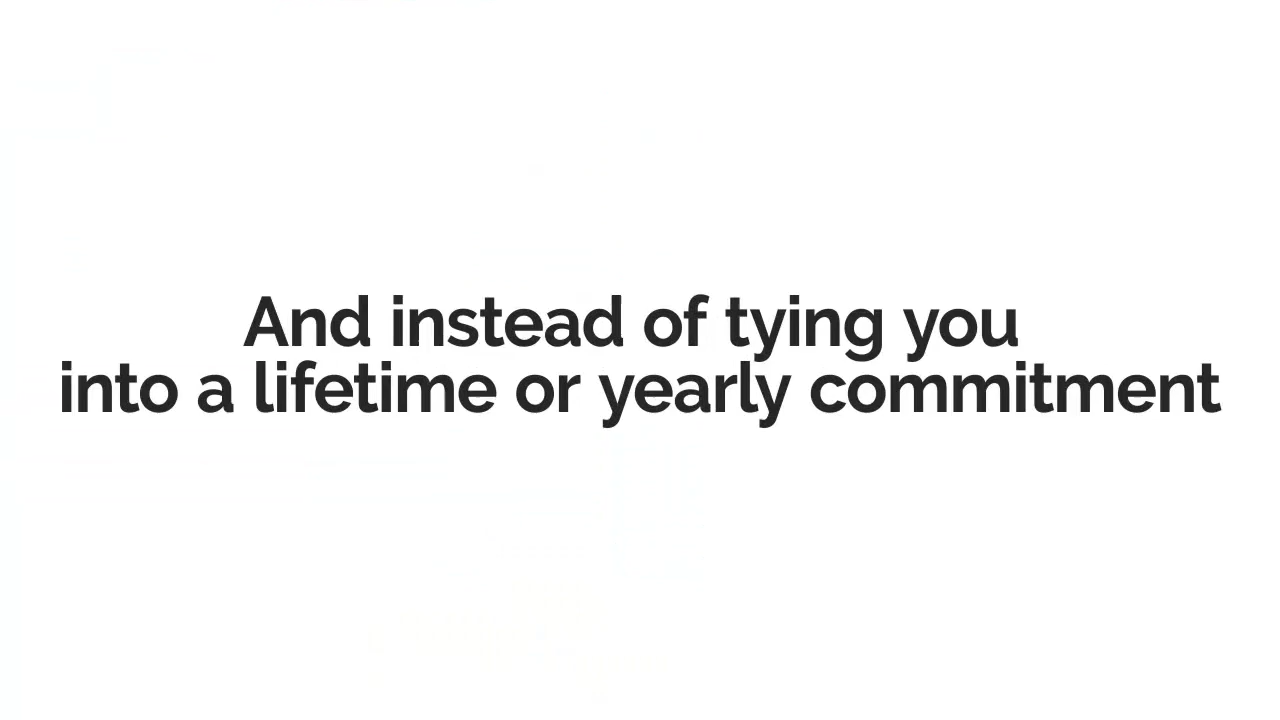 And instead of tying you
into a lifetime or yearly commitment